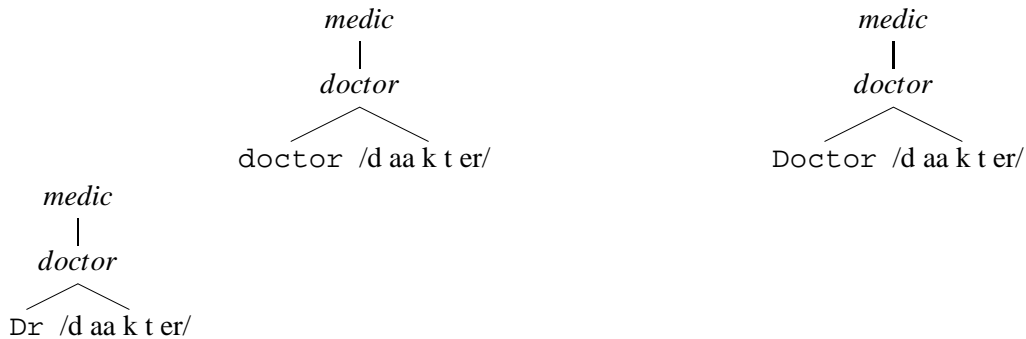 medic medic
doctor doctor
doctor /d aa k t er/ Doctor /d aa k t er/
medic
doctor
Dr /d aa k t er/